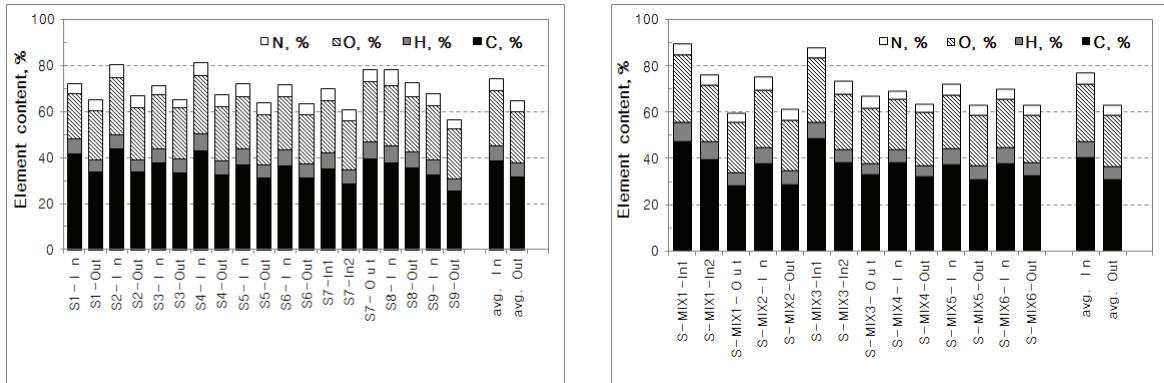 Element content, %
100
80
60
40
20
0
N, %
O, %
H, %
C, %
S1-In
S1-Out
S2-In
S2-Out
S3-In
S3-Out
S4-In
S4-Out
S5-In
S5-Out
S6-In
S6-Out
S7-In1
S7-In2
S7-Out
S8-In
S8-Out
S9-In
S9-Out
avg. In
avg. Out
Element content, %
100
80
60
40
20
0
N, %
O, %
H, %
C, %
S-MIX1-In1
S-MIX1-In2
S-MIX1-Out
S-MIX2-In
S-MIX2-Out
S-MIX3-In1
S-MIX3-In2
S-MIX3-Out
S-MIX4-In
S-MIX4-Out
S-MIX5-In
S-MIX5-Out
S-MIX6-In
S-MIX6-Out
avg. In
avg. Out